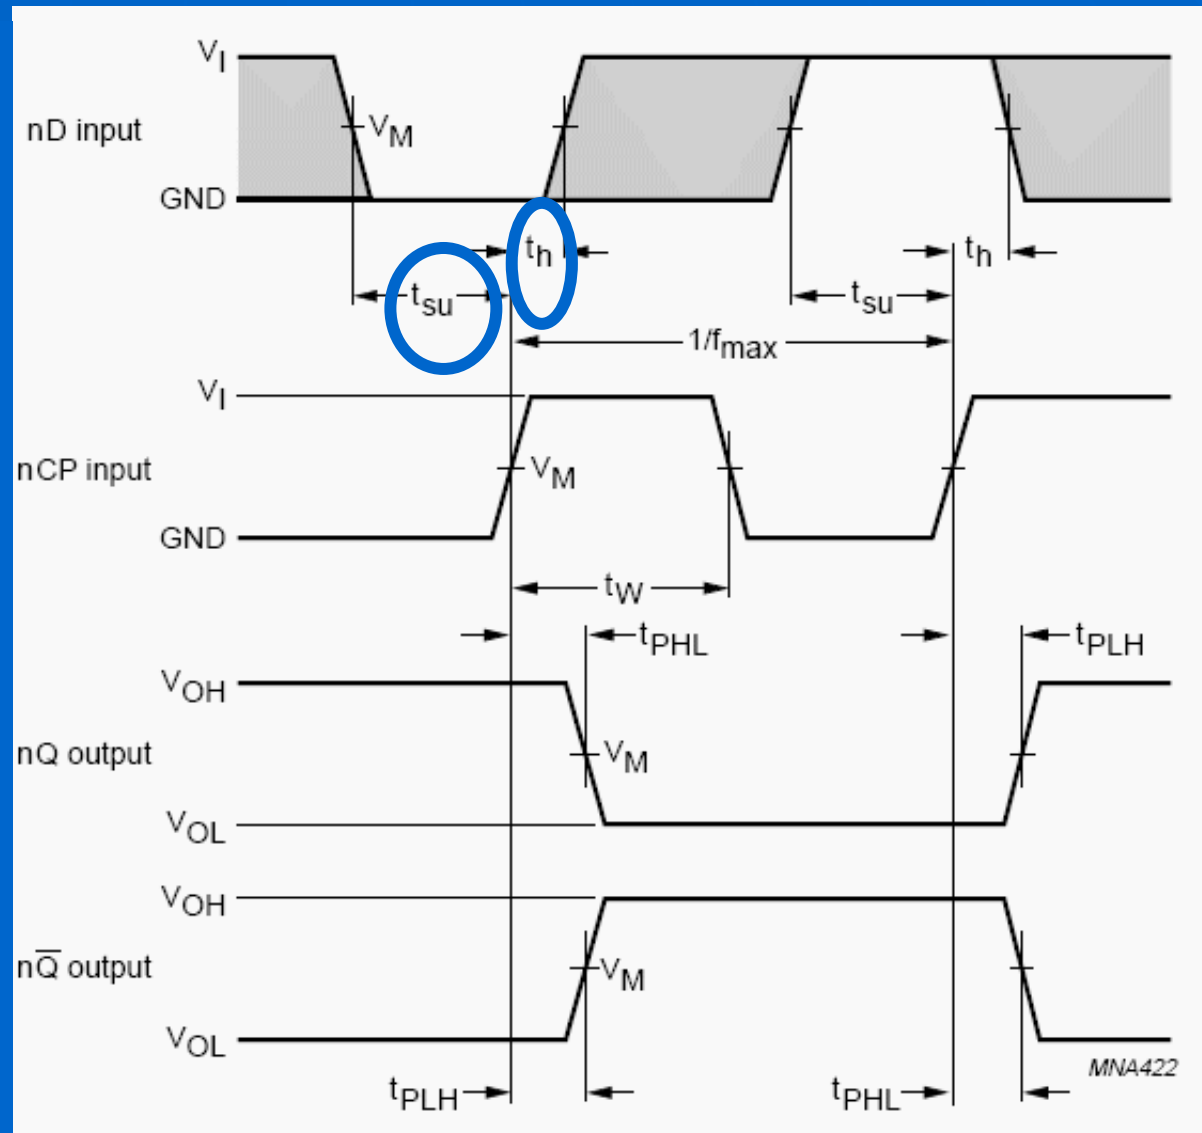 VI
nD input
VM
GND
th
th
tsu
tsu
1/fmax
VI
nCP input
VM
GND
tW
tPHL
tPLH
VOH
nQ output
VM
VOL
VOH
nQ̅ output
VM
VOL
MNA422
tPLH
tPHL